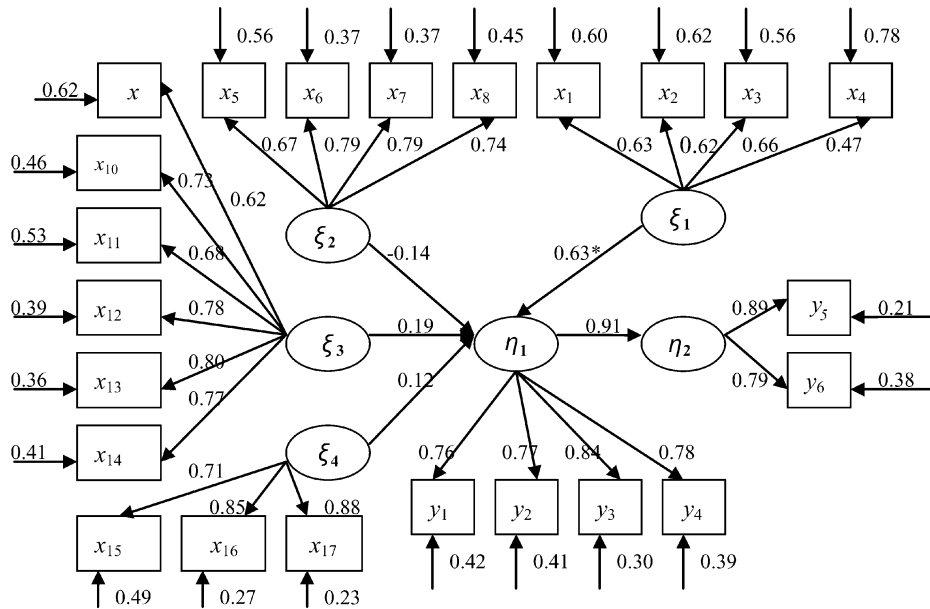 0.56 0.37 0.37 0.45 0.60 0.62 0.56 0.78
0.62 x x₅ x₆ x₇ x₈ x₁ x₂ x₃ x₄
0.67 0.79 0.79 0.74 0.63 0.62 0.66 0.47
0.46 x₁₀ 0.73 0.62
ξ₂ ξ₁
0.53 x₁₁ 0.68 -0.14 0.63*
0.39 x₁₂ 0.78 0.19 0.91 0.89 y₅ 0.21
ξ₃ η₁ η₂
0.36 x₁₃ 0.80 0.12 0.79 y₆ 0.38
0.77
0.41 x₁₄ ξ₄ 0.76 0.77 0.84 0.78
0.71
0.85 0.88 y₁ y₂ y₃ y₄
x₁₅ x₁₆ x₁₇
0.42 0.41 0.30 0.39
0.49 0.27 0.23